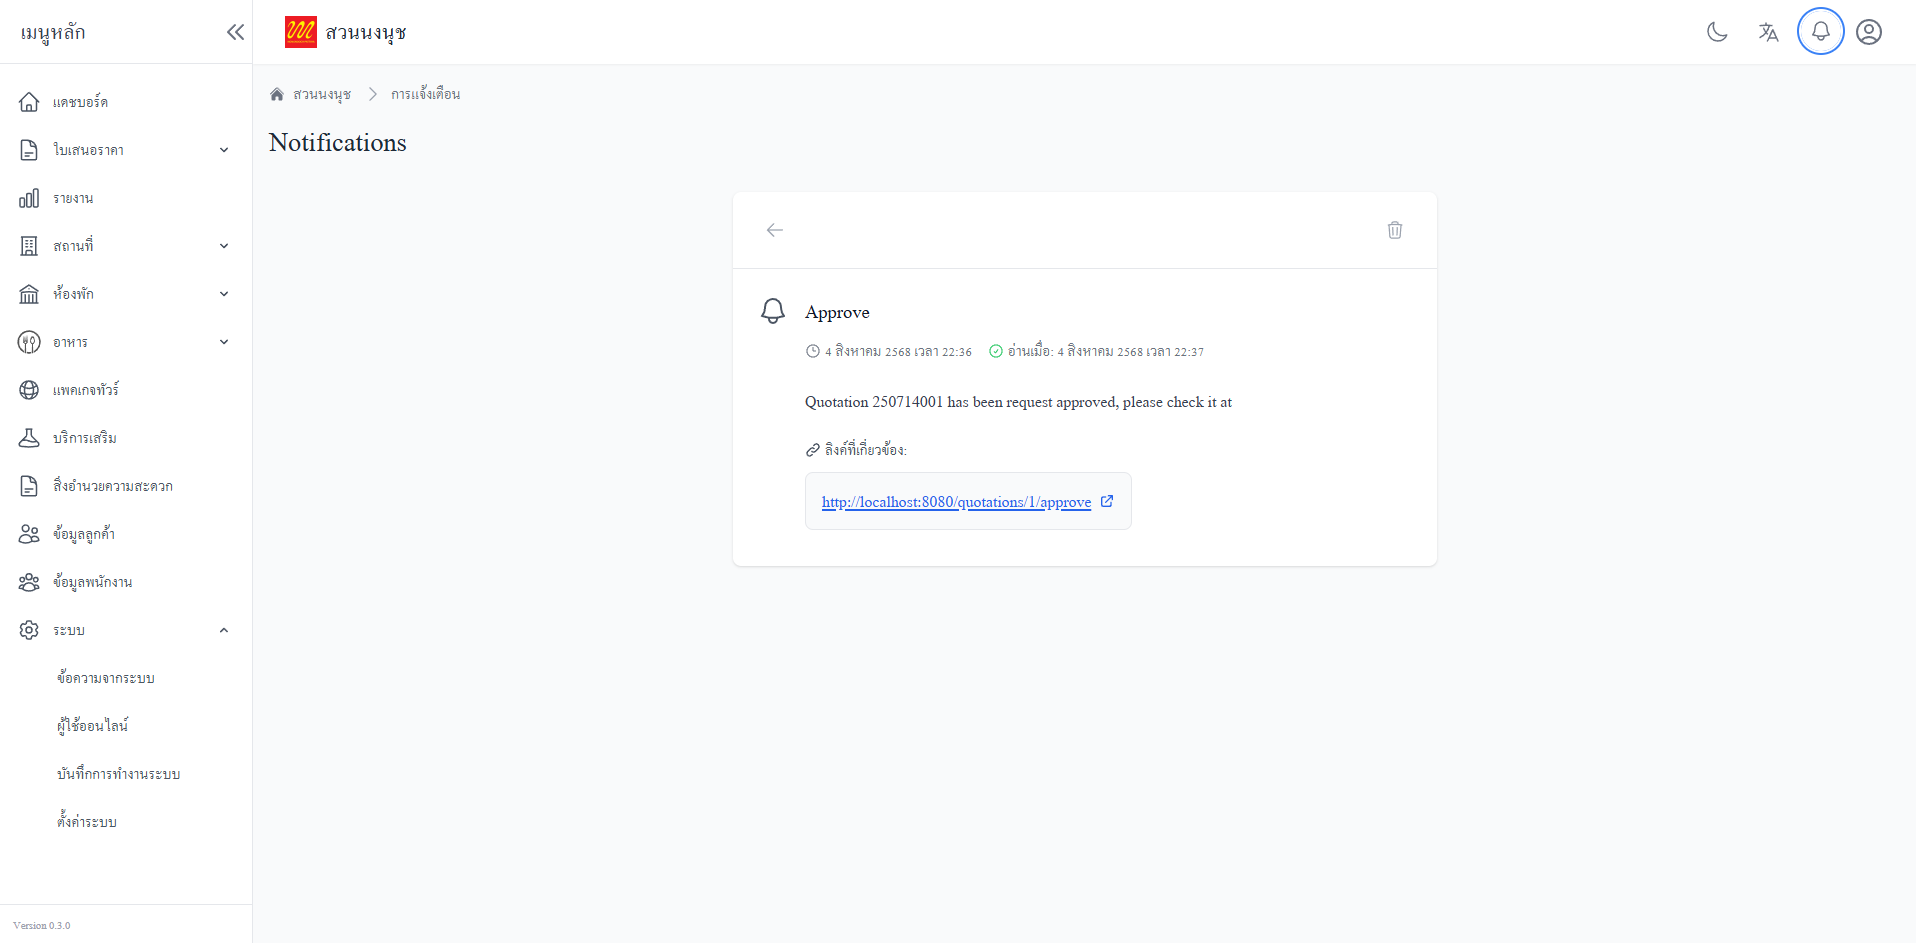 เมนูหลัก
สวนนงนุช
แดชบอร์ด
ใบเสนอราคา
รายงาน
สถานที่
ห้องพัก
อาหาร
แพคเกจทัวร์
บริการเสริม
สิ่งอำนวยความสะดวก
ข้อมูลลูกค้า
ข้อมูลพนักงาน
ระบบ
ข้อความจากระบบ
ผู้ใช้ออนไลน์
บันทึกการทำงานระบบ
ตั้งค่าระบบ
Version 0.3.0
สวนนงนุช
การแจ้งเตือน
Notifications
Approve
4 สิงหาคม 2568 เวลา 22:36 อ่านเมื่อ: 4 สิงหาคม 2568 เวลา 22:37
Quotation 250714001 has been request approved, please check it at
ลิงค์ที่เกี่ยวข้อง:
http://localhost:8080/quotations/1/approve